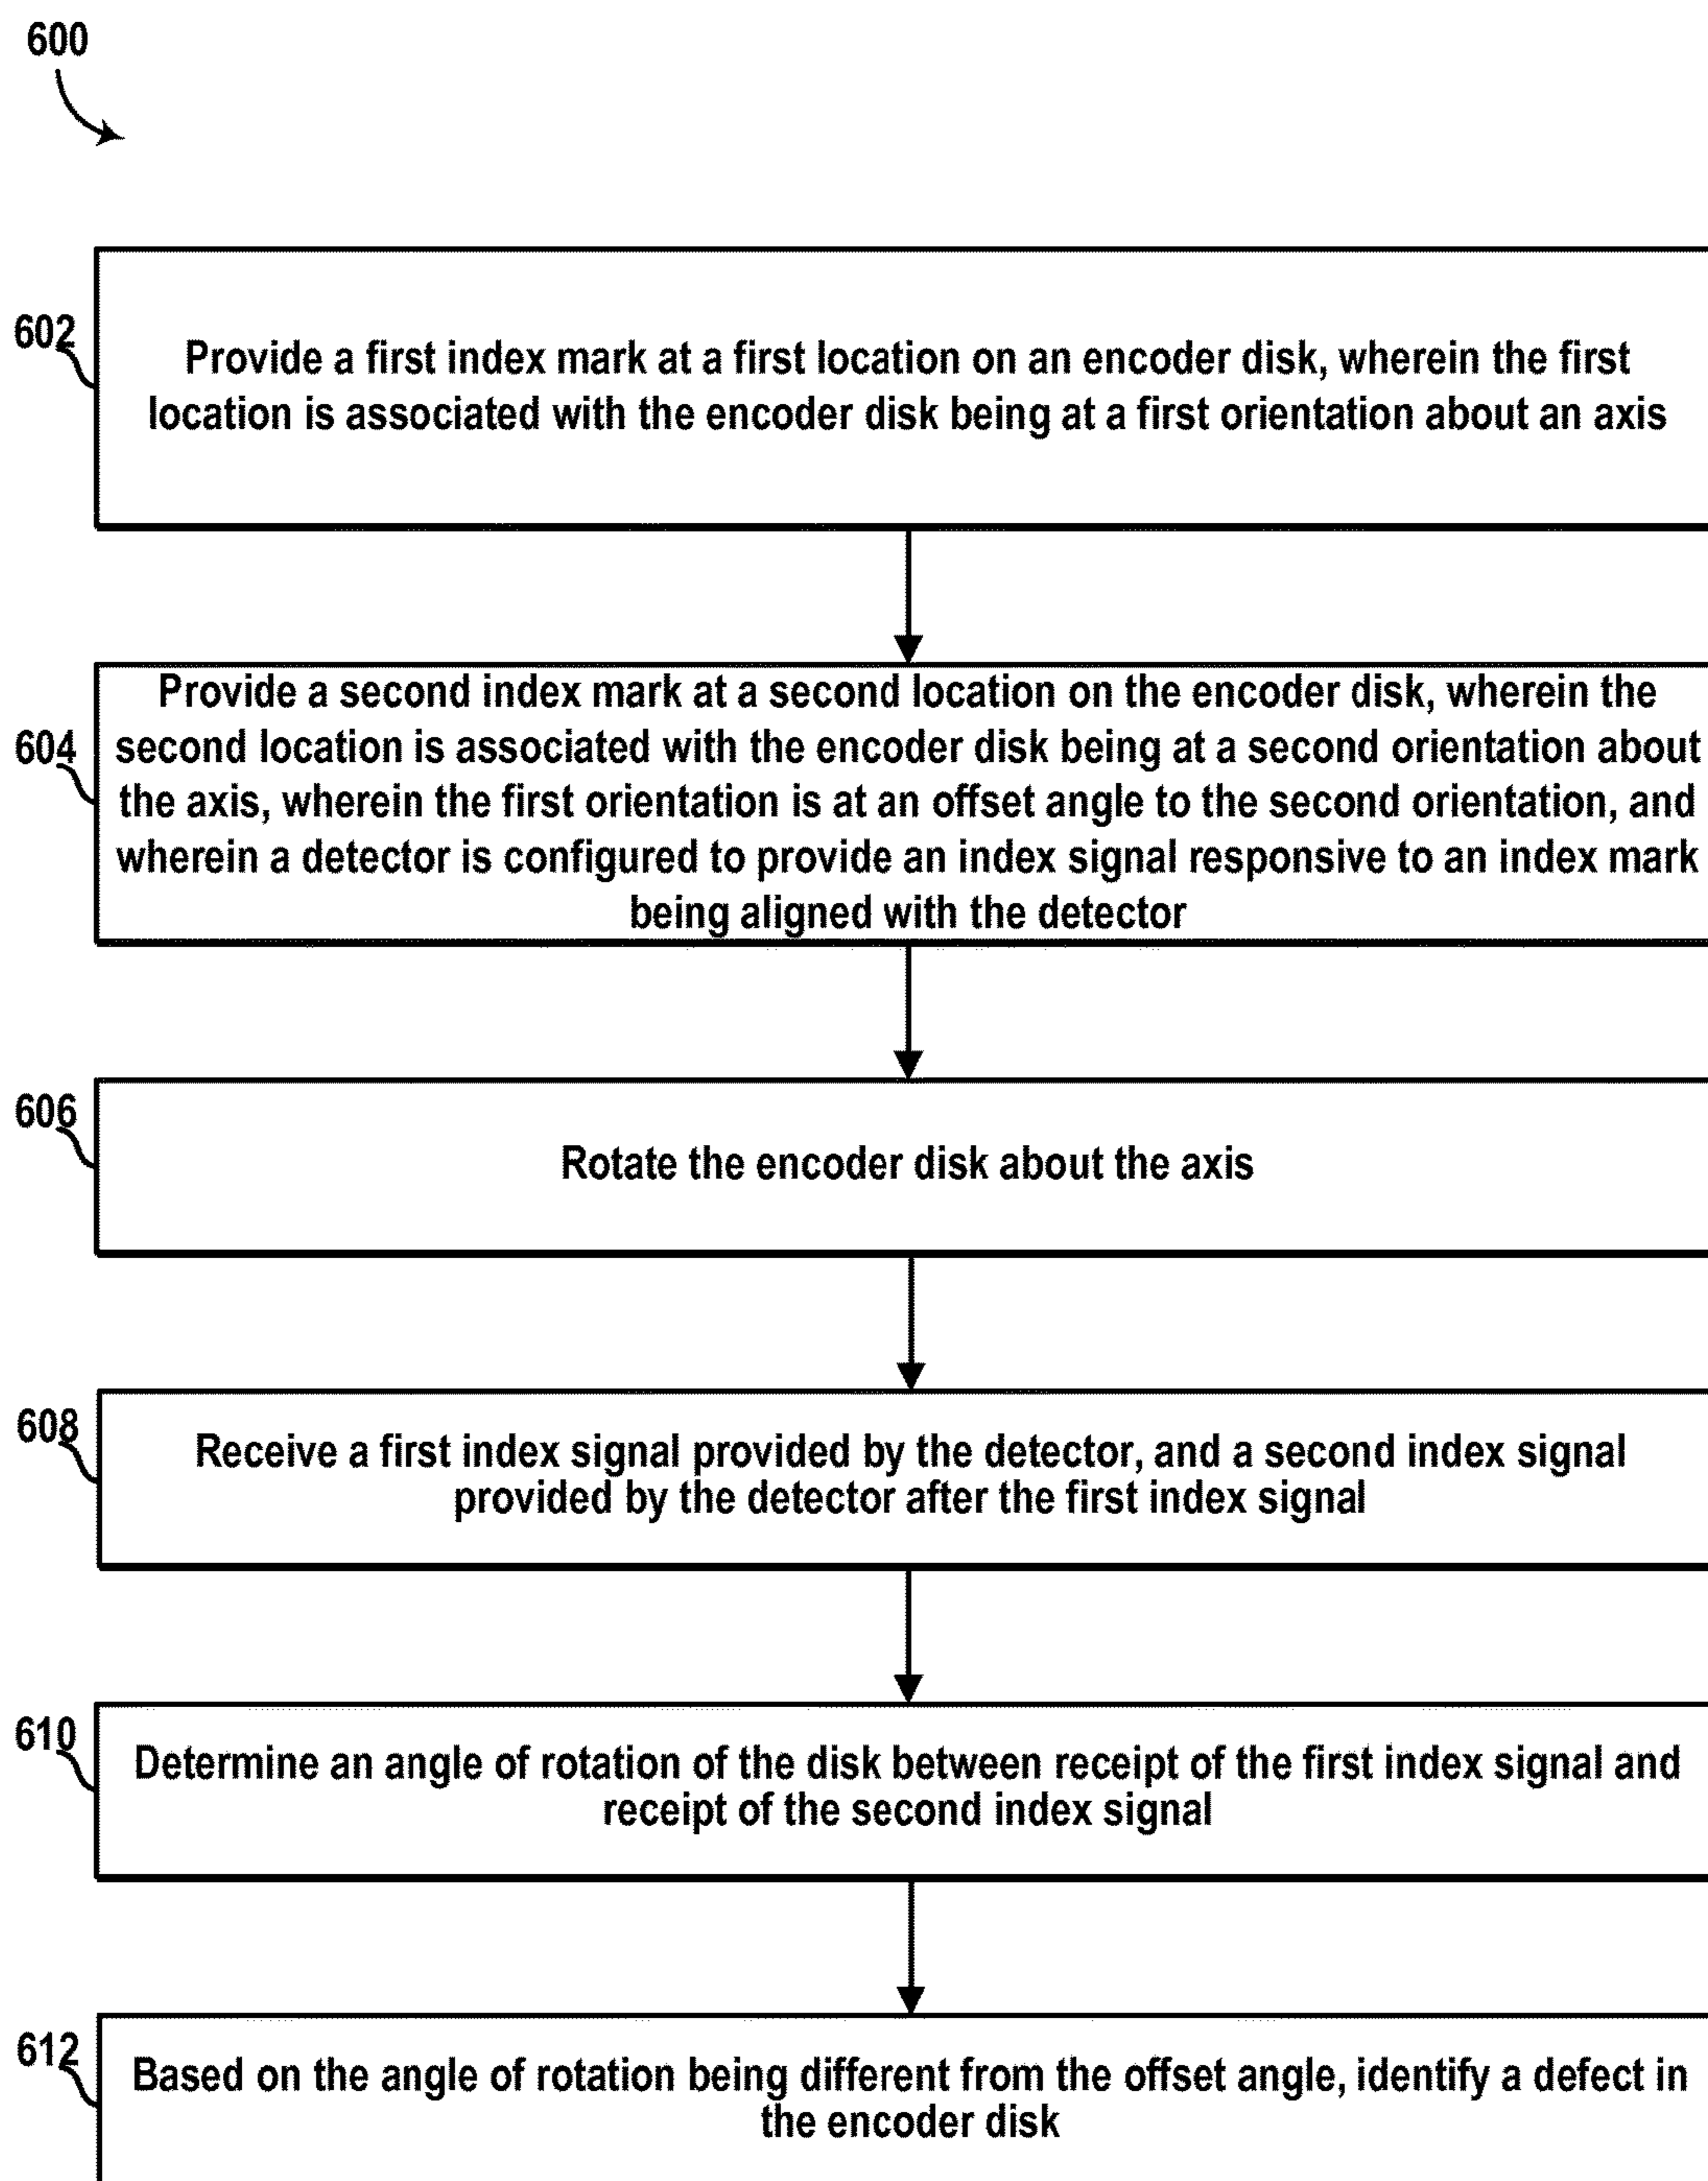 600
602
Provide a first index mark at a first location on an encoder disk, wherein the first
location is associated with the encoder disk being at a first orientation about an axis
604
Provide a second index mark at a second location on the encoder disk, wherein the
second location is associated with the encoder disk being at a second orientation about
the axis, wherein the first orientation is at an offset angle to the second orientation, and
wherein a detector is configured to provide an index signal responsive to an index mark
being aligned with the detector
606
Rotate the encoder disk about the axis
608
Receive a first index signal provided by the detector, and a second index signal
provided by the detector after the first index signal
610
Determine an angle of rotation of the disk between receipt of the first index signal and
receipt of the second index signal
612
Based on the angle of rotation being different from the offset angle, identify a defect in
the encoder disk